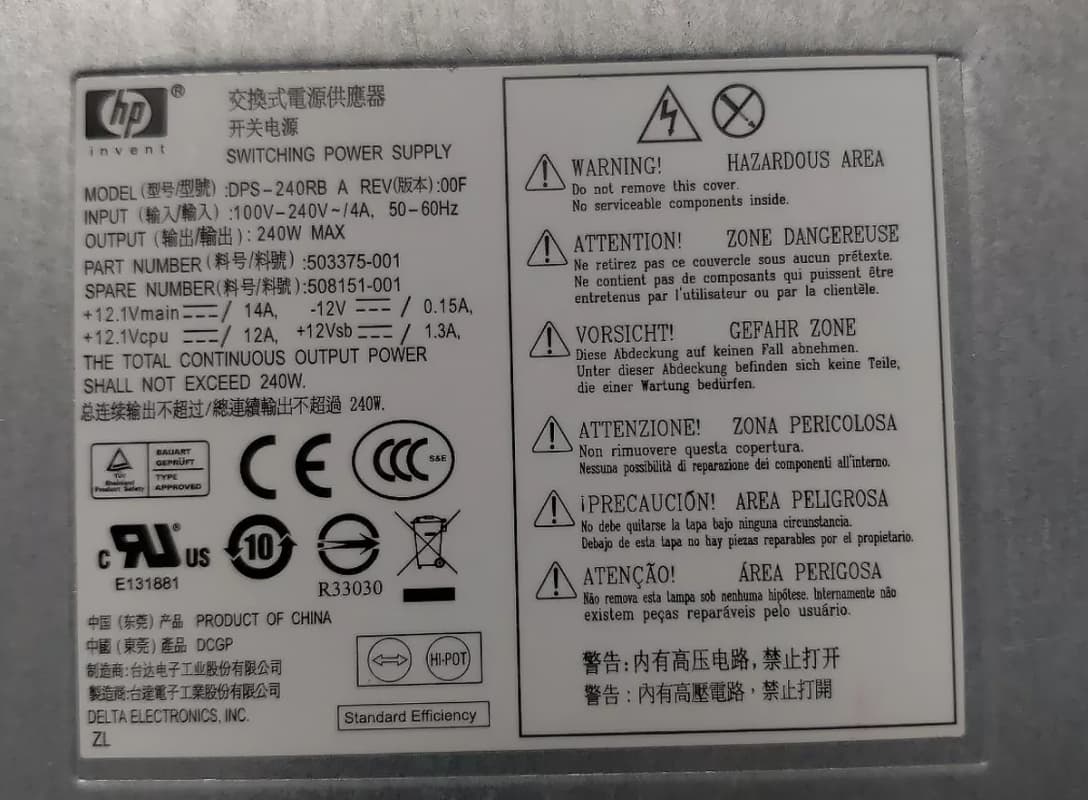 hp ®
invent
交換式電源供應器
开关电源
SWITCHING POWER SUPPLY
MODEL(型号/型號) :DPS-240RB A REV(版本):00F
INPUT (输入/輸入) :100V-240V~/4A, 50-60Hz
OUTPUT (输出/輸出) : 240W MAX
PART NUMBER(料号/料號) :503375-001
SPARE NUMBER(料号/料號):508151-001
+12.1Vmain / 14A, -12V / 0.15A,
+12.1Vcpu / 12A, +12Vsb / 1.3A,
THE TOTAL CONTINUOUS OUTPUT POWER
SHALL NOT EXCEED 240W.
总连续输出不超过/總連續輸出不超過 240W.
TÜV
Rheinland
Product Safety
BAUART
GEPRÜFT
TYPE
APPROVED
CE
CCC S&E
c RU ® US
E131881
10
R33030
中国 (东莞) 产品 PRODUCT OF CHINA
中國 (東莞) 產品 DCGP
制造商:台达电子工业股份有限公司
製造商:台達電子工業股份有限公司
DELTA ELECTRONICS, INC.
ZL
HI-POT
Standard Efficiency
WARNING! HAZARDOUS AREA
Do not remove this cover.
No serviceable components inside.
ATTENTION! ZONE DANGEREUSE
Ne retirez pas ce couvercle sous aucun prétexte.
Ne contient pas de composants qui puissent être
entretenus par l'utilisateur ou par la clientèle.
VORSICHT! GEFAHR ZONE
Diese Abdeckung auf keinen Fall abnehmen.
Unter dieser Abdeckung befinden sich keine Teile,
die einer Wartung bedürfen.
ATTENZIONE! ZONA PERICOLOSA
Non rimuovere questa copertura.
Nessuna possibilità di reparazione dei componenti all'interno.
¡PRECAUCIÓN! AREA PELIGROSA
No debe quitarse la tapa bajo ninguna circunstancia.
Debajo de esta tapa no hay piezas reparables por el propietario.
ATENÇÃO! ÁREA PERIGOSA
Não remova esta lampa sob nenhuma hipótese. Internamente não
existem peças reparáveis pelo usuário.
警告:内有高压电路,禁止打开
警告:內有高壓電路,禁止打開